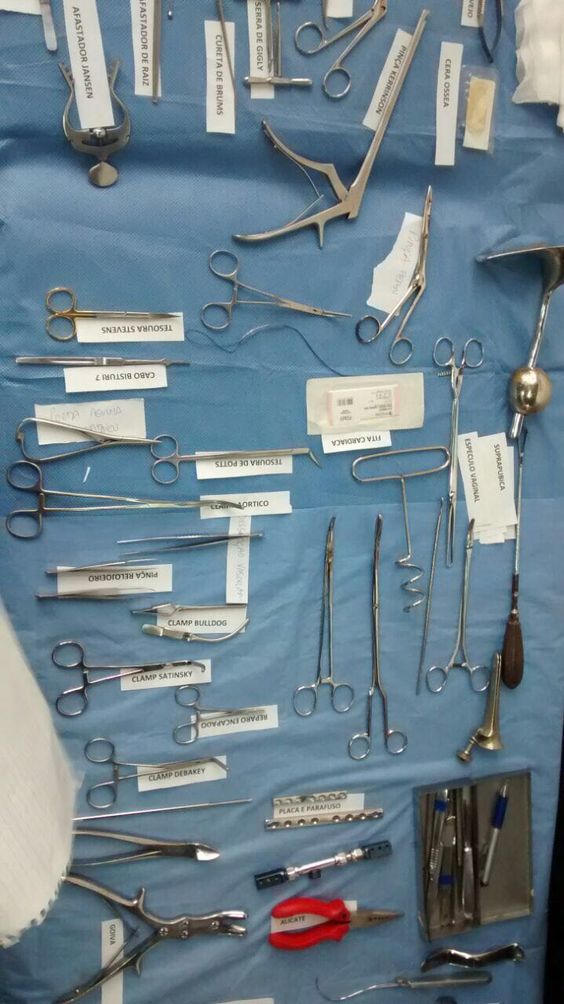 AFASTADOR JANSEN
AFASTADOR DE RAIZ
CURETA DE BRUMS
SERRA DE GIGLY
PINÇA KERRINSON
CERA OSSEA
TESOURA STEVENS
CABO BISTURI 7
FITA CARDIACA
TESOURA DE POTTS
AORTICO
PINÇA RELOJOEIRO
CLAMP BULLDOG
CLAMP SATINSKY
REPARO ENCAPADO
CLAMP DEBAKEY
ESPECULO VAGINAL
SUPRAPUBICA
PLACA E PARAFUSO
ALICATE
GOIVA